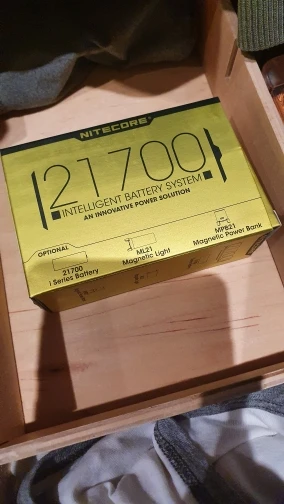 NITECORE
21700
INTELLIGENT BATTERY SYSTEM
AN INNOVATIVE POWER SOLUTION
OPTIONAL
21700
i Series Battery
ML21
Magnetic Light
MPB21
Magnetic Power Bank